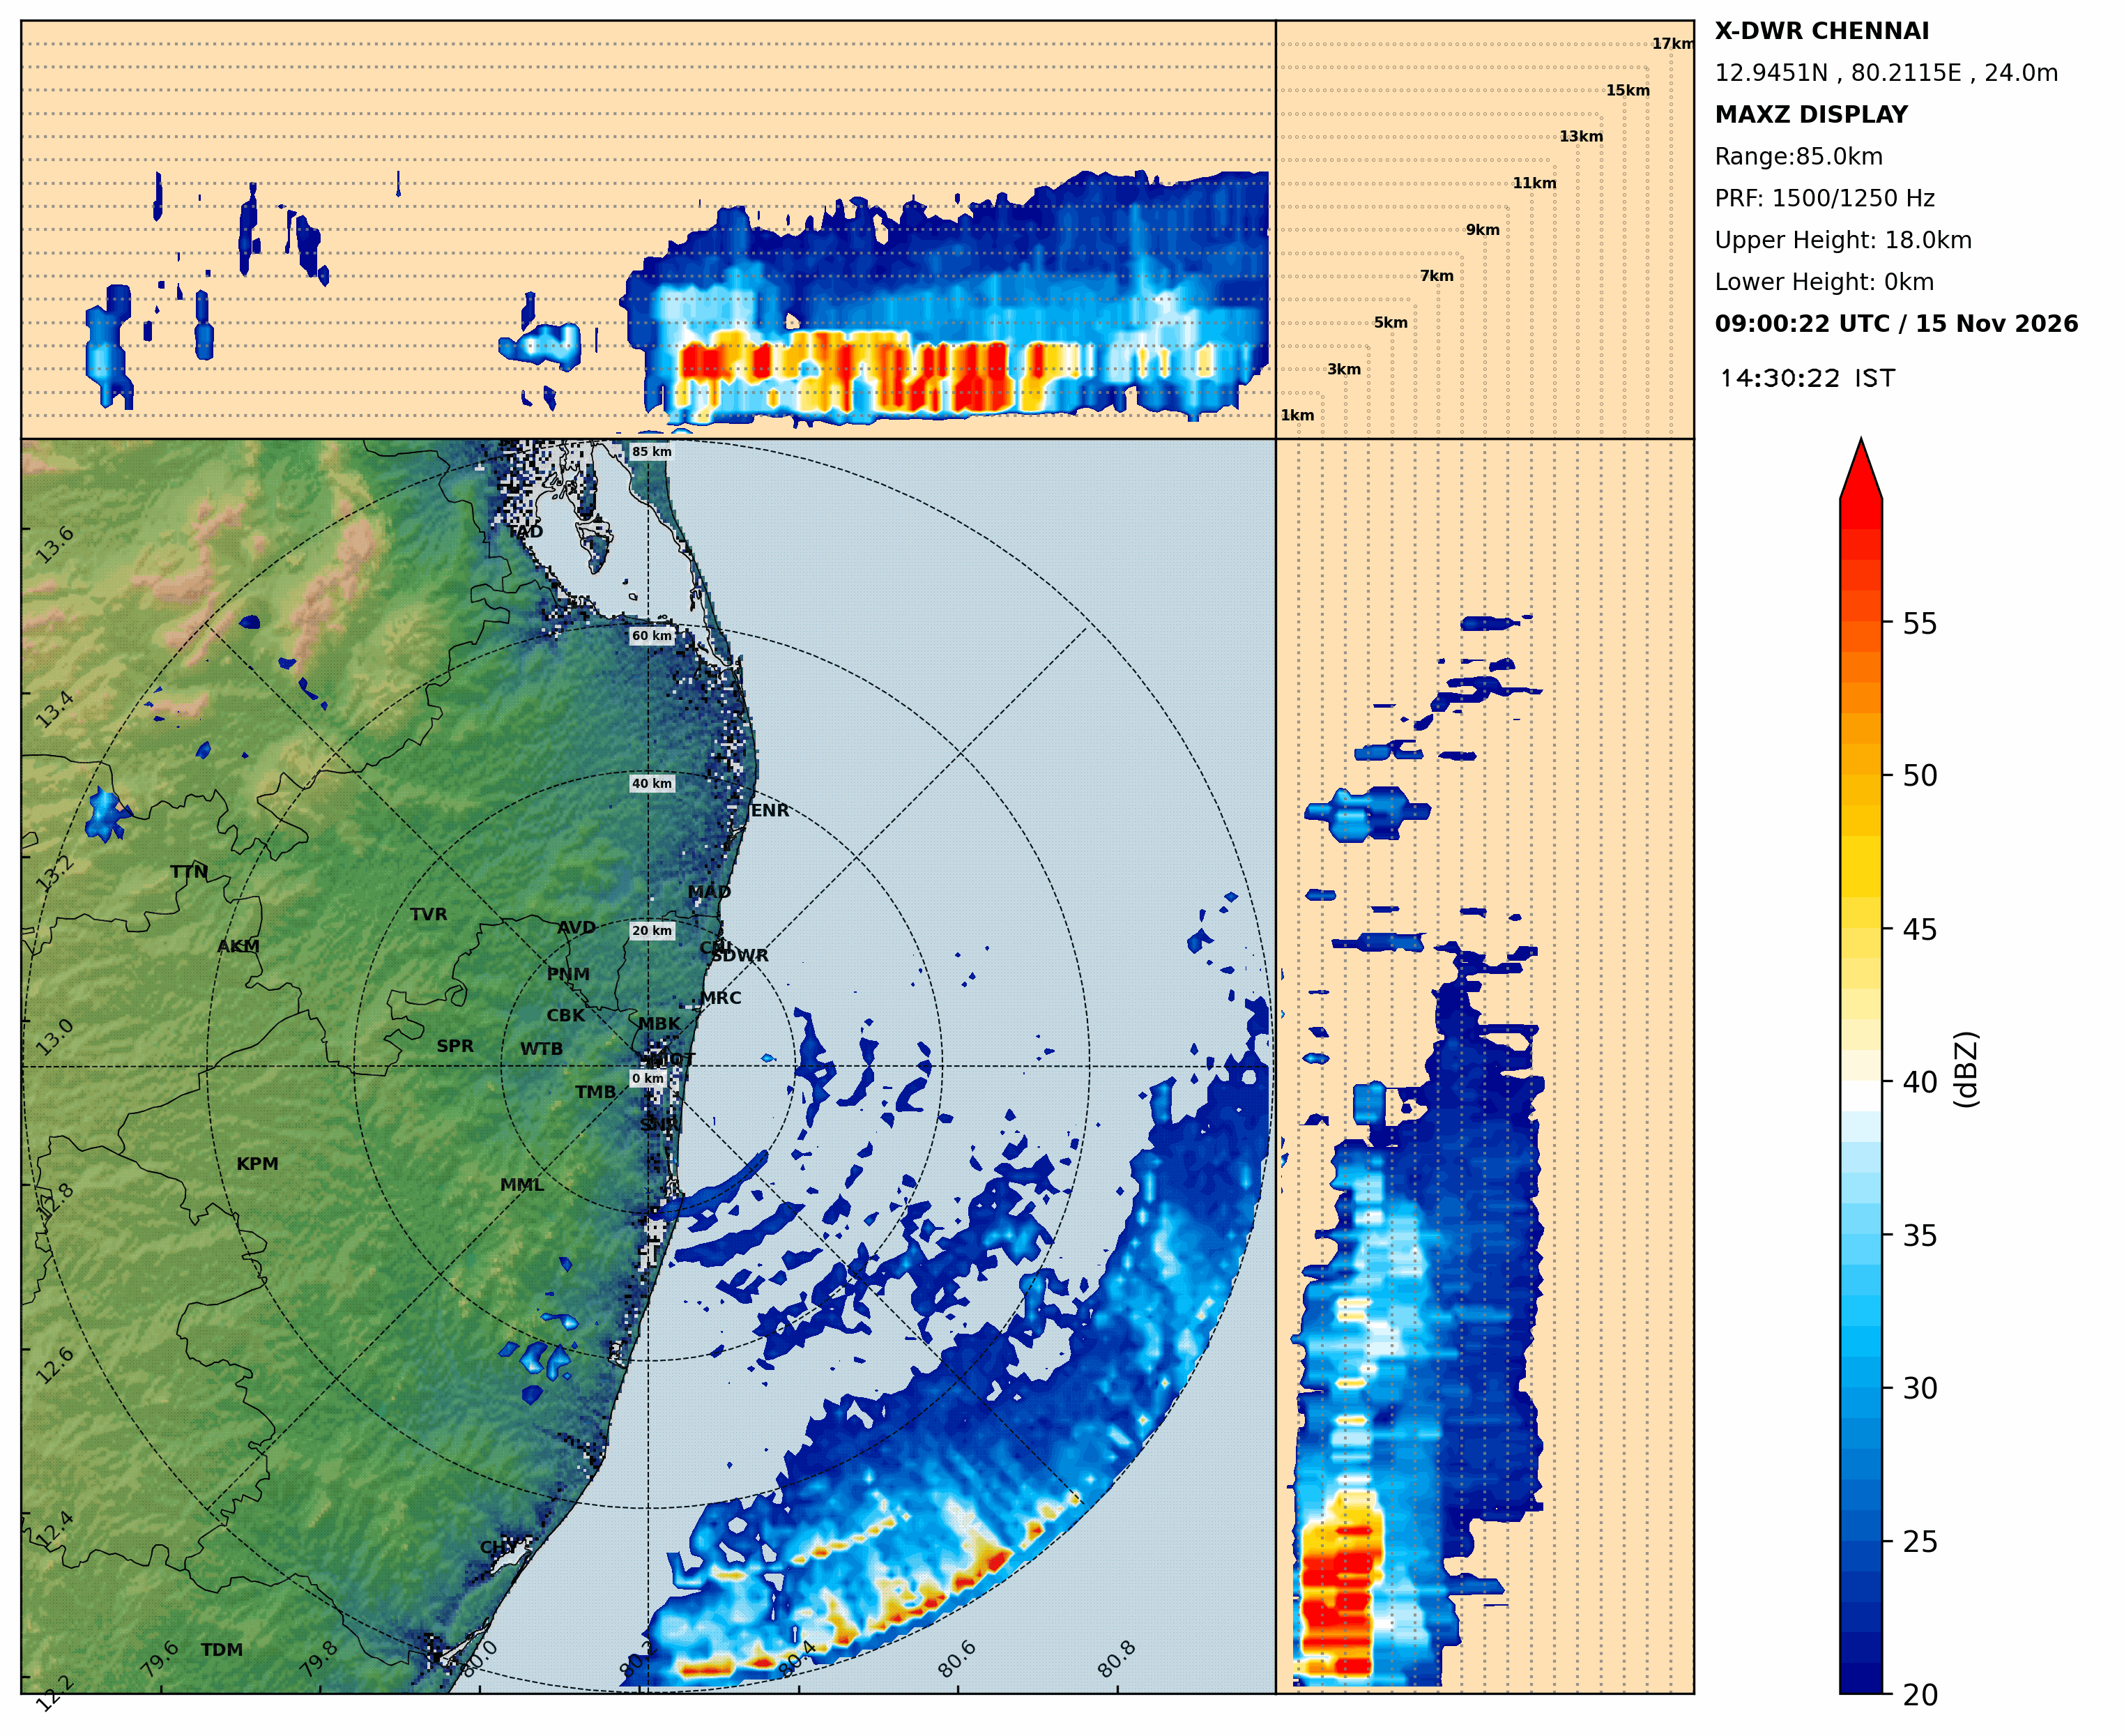 X-DWR CHENNAI
12.9451N , 80.2115E , 24.0m
MAXZ DISPLAY
Range:85.0km
PRF: 1500/1250 Hz
Upper Height: 18.0km
Lower Height: 0km
09:00:22 UTC / 15 Nov 2026
14:30:22 IST
17km
15km
13km
11km
9km
7km
5km
3km
1km
85 km
60 km
40 km
20 km
0 km
TAD
ENR
MAD
TTN
TVR
AVD
AKM
SDWR
PNM
MRC
CBK
MBK
SPR
WTB
TMB
SNR
KPM
MML
CHY
TDM
13.6
13.4
13.2
13.0
12.8
12.6
12.4
12.2
79.6
79.8
80.0
80.2
80.4
80.6
80.8
55
50
45
40
35
30
25
20
(dBZ)